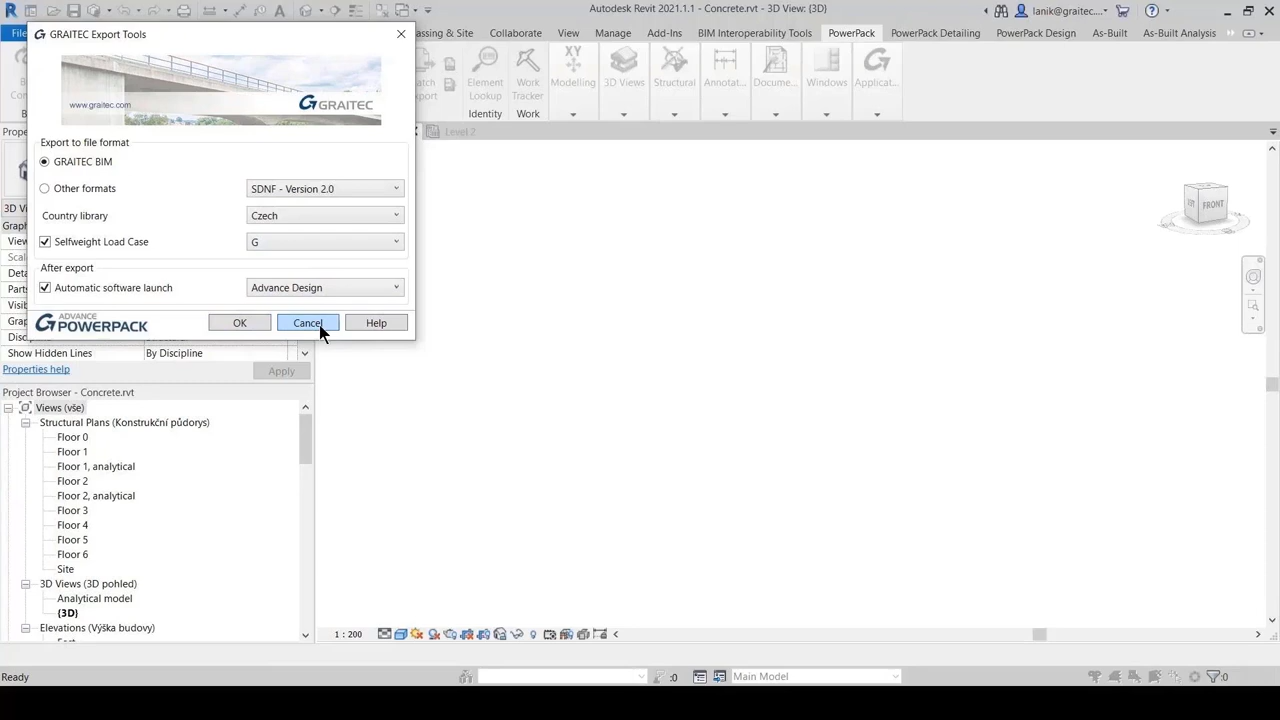 Autodesk Revit 2021.1.1 - Concrete.rvt - 3D View: {3D}
lanik@graitec....
File
Collaborate View Manage Add-Ins BIM Interoperability Tools PowerPack PowerPack Detailing PowerPack Design As-Built As-Built Analysis
Element Lookup
Work Tracker
Modelling
3D Views
Structural
Annotat...
Docume...
Windows
Applicat...
Identity
Work
Level 2
GRAITEC Export Tools
www.graitec.com
GRAITEC
Export to file format
GRAITEC BIM
Other formats SDNF - Version 2.0
Country library Czech
Selfweight Load Case G
After export
Automatic software launch Advance Design
ADVANCE
POWERPACK
OK Cancel Help
FRONT
Show Hidden Lines By Discipline
Properties help Apply
Project Browser - Concrete.rvt
Views (vše)
Structural Plans (Konstrukční půdorys)
Floor 0
Floor 1
Floor 1, analytical
Floor 2
Floor 2, analytical
Floor 3
Floor 4
Floor 5
Floor 6
Site
3D Views (3D pohled)
Analytical model
{3D}
Elevations (Výška budovy)
1 : 200
Ready
:0
Main Model
:0